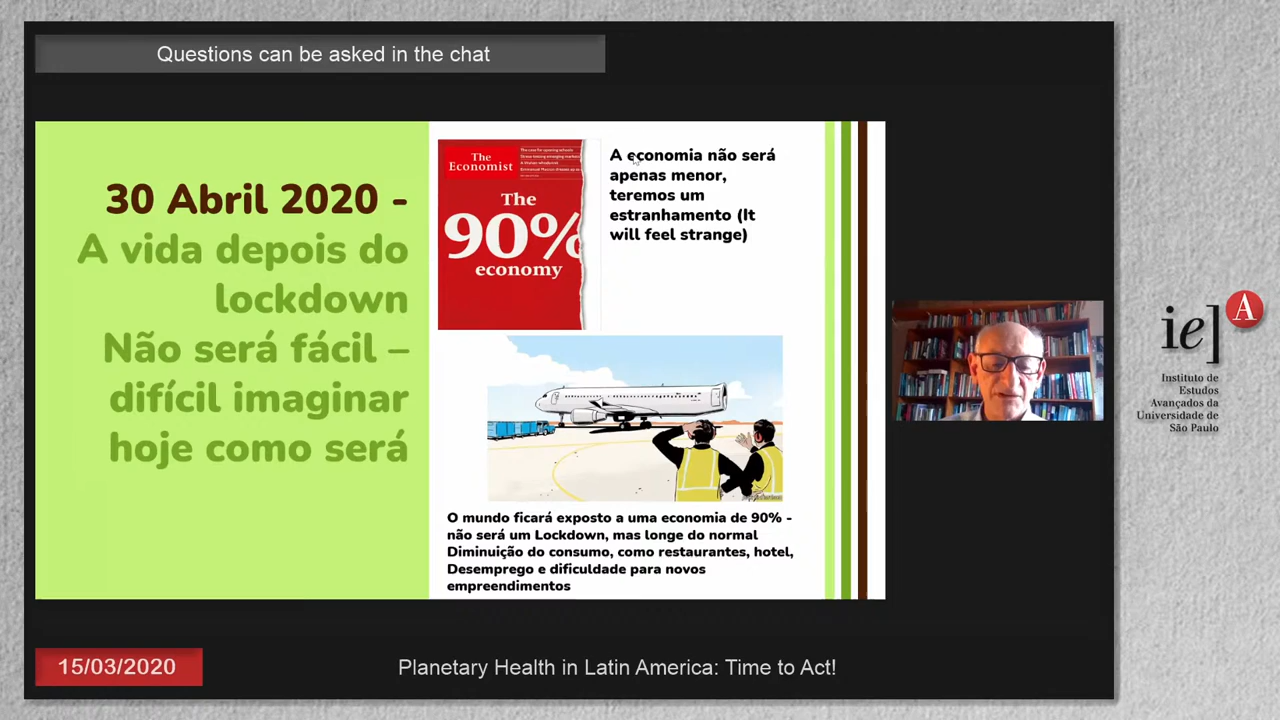 Questions can be asked in the chat
30 Abril 2020 -
A vida depois do
lockdown
Não será fácil –
difícil imaginar
hoje como será
The
Economist
The
90%
economy
A economia não será
apenas menor,
teremos um
estranhamento (It
will feel strange)
O mundo ficará exposto a uma economia de 90% -
não será um Lockdown, mas longe do normal
Diminuição do consumo, como restaurantes, hotel,
Desemprego e dificuldade para novos
empreendimentos
ie]
A
Instituto de
Estudos
Avançados da
Universidade de
São Paulo
15/03/2020
Planetary Health in Latin America: Time to Act!